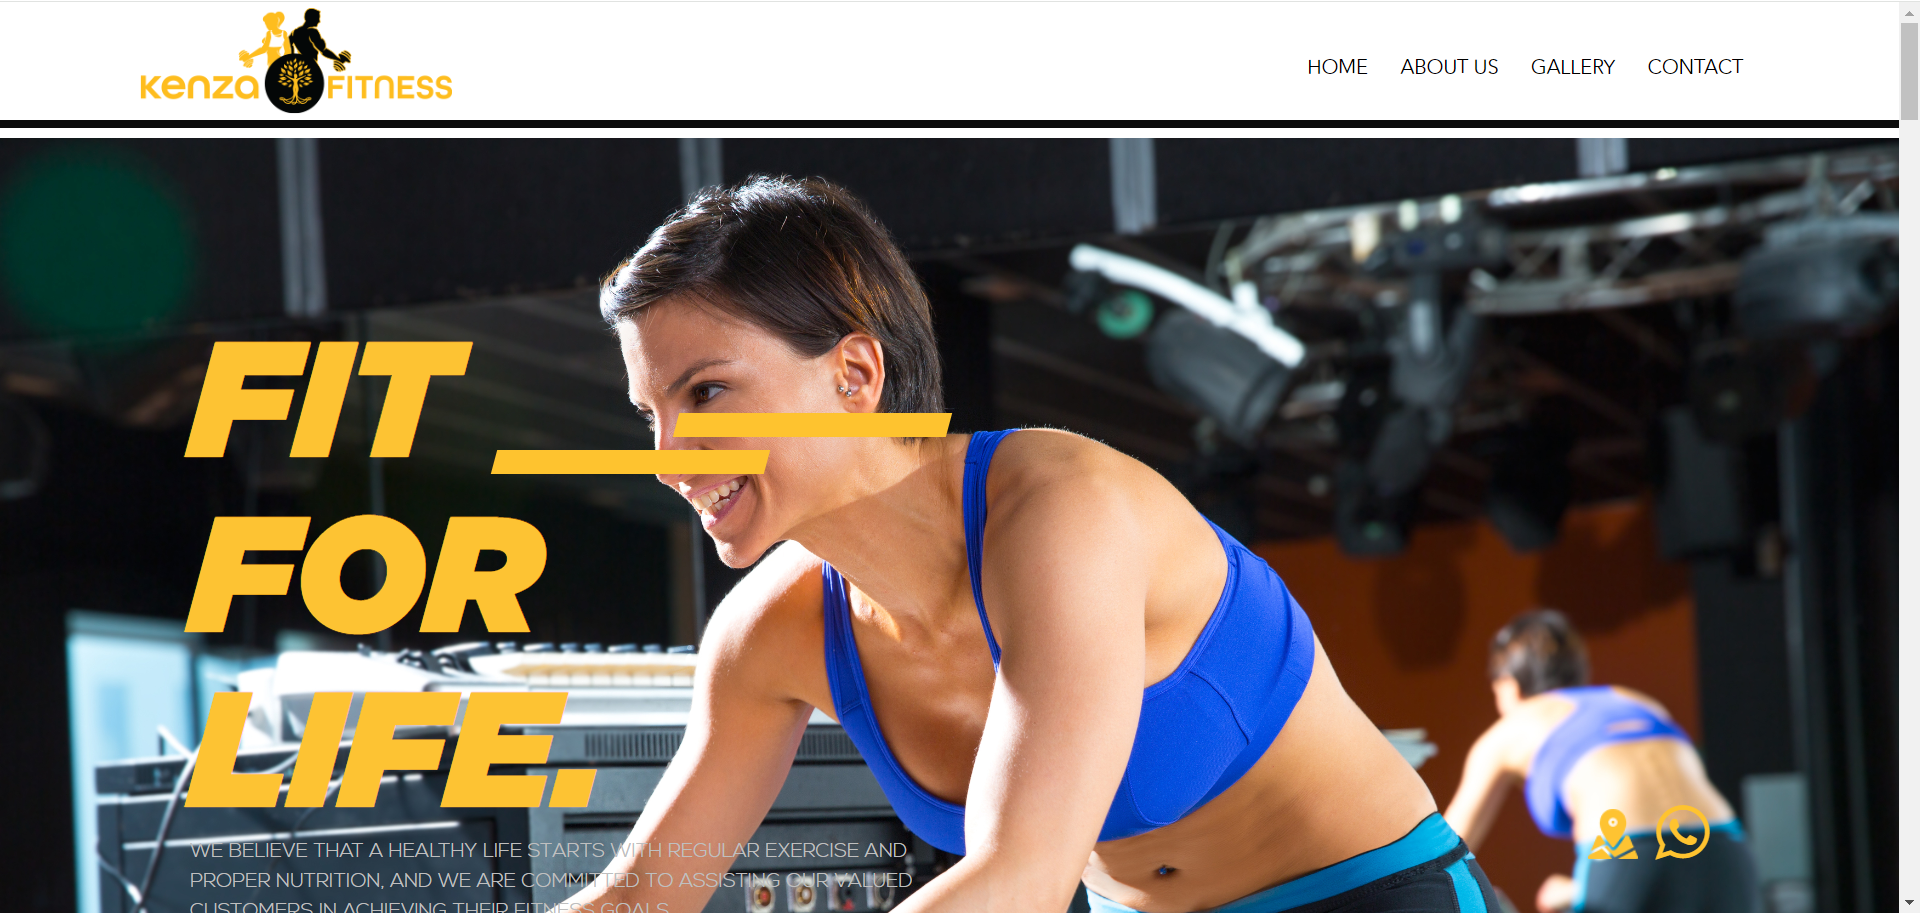 Kenza FITNESS
HOME ABOUT US GALLERY CONTACT
FIT
FOR
LIFE.
WE BELIEVE THAT A HEALTHY LIFE STARTS WITH REGULAR EXERCISE AND
PROPER NUTRITION, AND WE ARE COMMITTED TO ASSISTING OUR VALUED
CUSTOMERS IN ACHIEVING THEIR FITNESS GOALS.